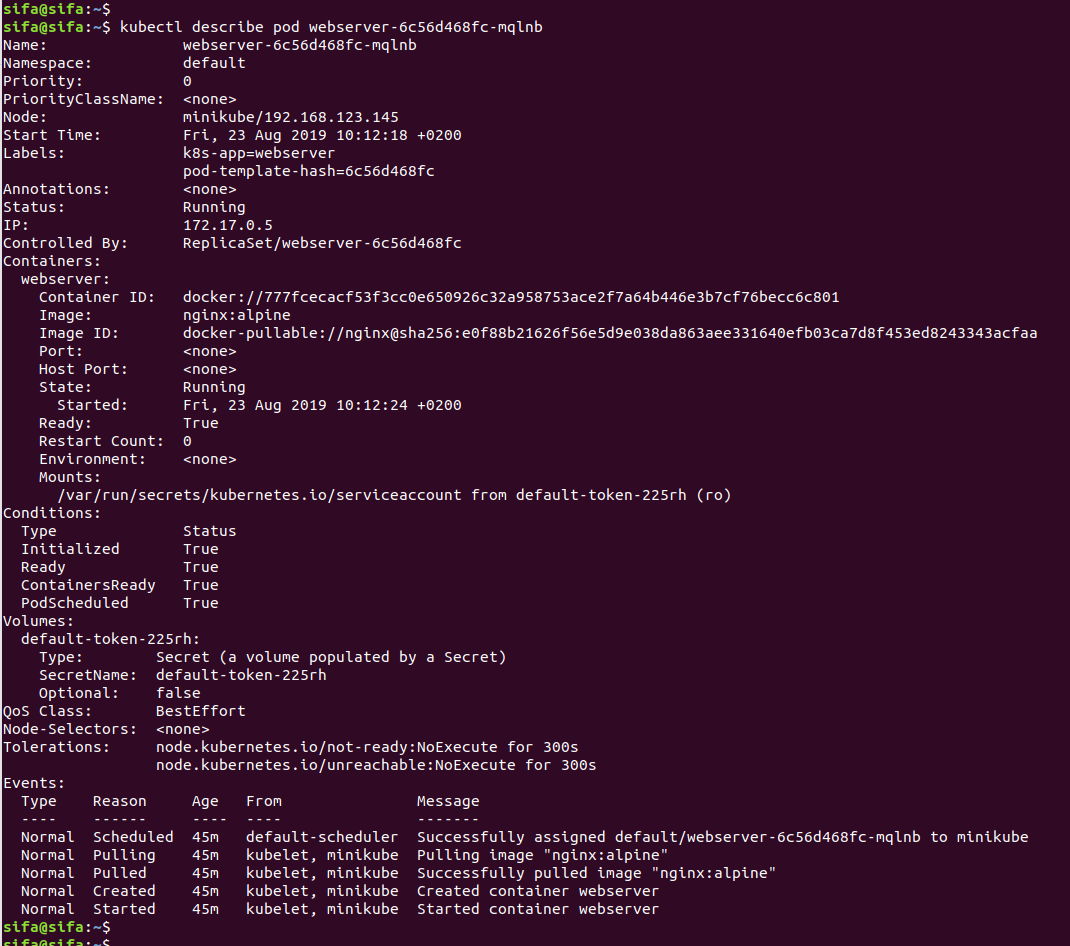 sifa@sifa:~$
sifa@sifa:~$ kubectl describe pod webserver-6c56d468fc-mqlnb
Name:               webserver-6c56d468fc-mqlnb
Namespace:          default
Priority:           0
PriorityClassName:  <none>
Node:               minikube/192.168.123.145
Start Time:         Fri, 23 Aug 2019 10:12:18 +0200
Labels:             k8s-app=webserver
                    pod-template-hash=6c56d468fc
Annotations:        <none>
Status:             Running
IP:                 172.17.0.5
Controlled By:      ReplicaSet/webserver-6c56d468fc
Containers:
  webserver:
    Container ID:   docker://777fcecacf53f3cc0e650926c32a958753ace2f7a64b446e3b7cf76becc6c801
    Image:          nginx:alpine
    Image ID:       docker-pullable://nginx@sha256:e0f88b21626f56e5d9e038da863aee331640efb03ca7d8f453ed8243343acfaa
    Port:           <none>
    Host Port:      <none>
    State:          Running
      Started:      Fri, 23 Aug 2019 10:12:24 +0200
    Ready:          True
    Restart Count:  0
    Environment:    <none>
    Mounts:
      /var/run/secrets/kubernetes.io/serviceaccount from default-token-225rh (ro)
Conditions:
  Type              Status
  Initialized       True
  Ready             True
  ContainersReady   True
  PodScheduled      True
Volumes:
  default-token-225rh:
    Type:        Secret (a volume populated by a Secret)
    SecretName:  default-token-225rh
    Optional:    false
QoS Class:       BestEffort
Node-Selectors:  <none>
Tolerations:     node.kubernetes.io/not-ready:NoExecute for 300s
                 node.kubernetes.io/unreachable:NoExecute for 300s
Events:
  Type    Reason     Age   From               Message
  ----    ------     ----  ----               -------
  Normal  Scheduled  45m   default-scheduler  Successfully assigned default/webserver-6c56d468fc-mqlnb to minikube
  Normal  Pulling    45m   kubelet, minikube  Pulling image "nginx:alpine"
  Normal  Pulled     45m   kubelet, minikube  Successfully pulled image "nginx:alpine"
  Normal  Created    45m   kubelet, minikube  Created container webserver
  Normal  Started    45m   kubelet, minikube  Started container webserver
sifa@sifa:~$
sifa@sifa:~$